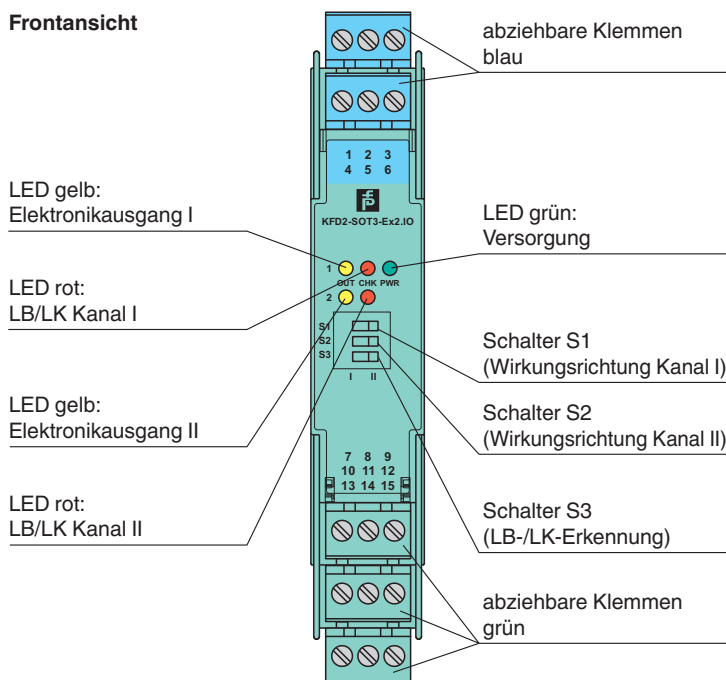 Frontansicht
abziehbare Klemmen
blau
1 2 3
4 5 6
KFD2-SOT3-Ex2.IO
LED gelb:
Elektronikausgang I
LED grün:
Versorgung
1
OUT CHK PWR
2
LED rot:
LB/LK Kanal I
S1
S2
S3
I II
Schalter S1
(Wirkungsrichtung Kanal I)
LED gelb:
Elektronikausgang II
Schalter S2
(Wirkungsrichtung Kanal II)
7 8 9
10 11 12
13 14 15
LED rot:
LB/LK Kanal II
Schalter S3
(LB-/LK-Erkennung)
abziehbare Klemmen
grün